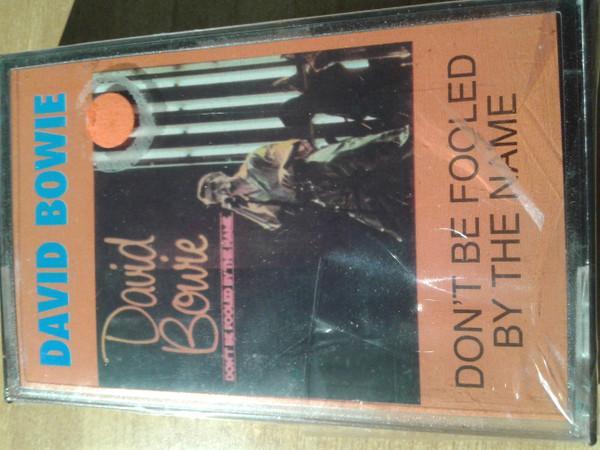 DAVID BOWIE
David
Bowie
DON'T BE FOOLED BY THE NAME
DON'T BE FOOLED
BY THE NAME